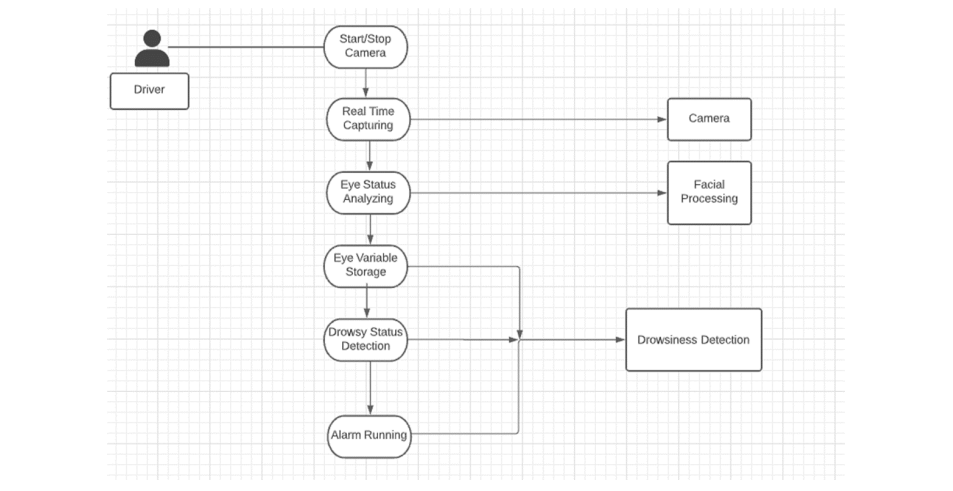 Start/Stop
Camera
Driver
Real Time
Capturing
Camera
Eye Status
Analyzing
Facial
Processing
Eye Variable
Storage
Drowsy Status
Detection
Drowsiness Detection
Alarm Running